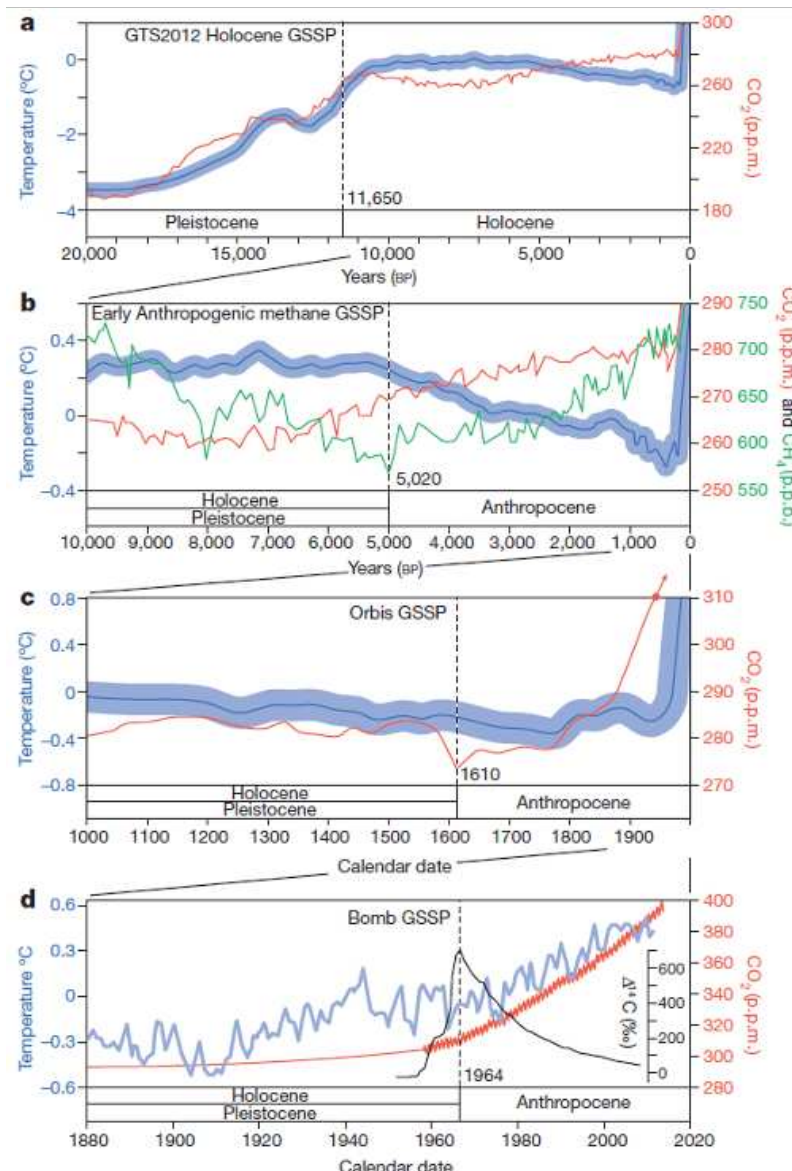 a
GTS2012 Holocene GSSP
Temperature (°C)
0
−2
−4
CO2 (p.p.m.)
300
260
220
180
11,650
Pleistocene
Holocene
20,000 15,000 10,000 5,000 0
Years (BP)
b
Early Anthropogenic methane GSSP
Temperature (°C)
0.4
0
−0.4
CO2 (p.p.m.) and CH4 (p.p.b.)
290 750
280 700
270 650
260 600
250 550
5,020
Holocene
Pleistocene
Anthropocene
10,000 9,000 8,000 7,000 6,000 5,000 4,000 3,000 2,000 1,000 0
Years (BP)
c
Orbis GSSP
Temperature (°C)
0.8
0.4
0
−0.4
−0.8
CO2 (p.p.m.)
310
300
290
280
270
1610
Holocene
Pleistocene
Anthropocene
1000 1100 1200 1300 1400 1500 1600 1700 1800 1900
Calendar date
d
Bomb GSSP
Temperature °C
0.6
0.3
0
−0.3
−0.6
Δ14C (‰)
600
400
200
0
CO2 (p.p.m.)
400
380
360
340
320
300
280
1964
Holocene
Pleistocene
Anthropocene
1880 1900 1920 1940 1960 1980 2000 2020
Calendar date